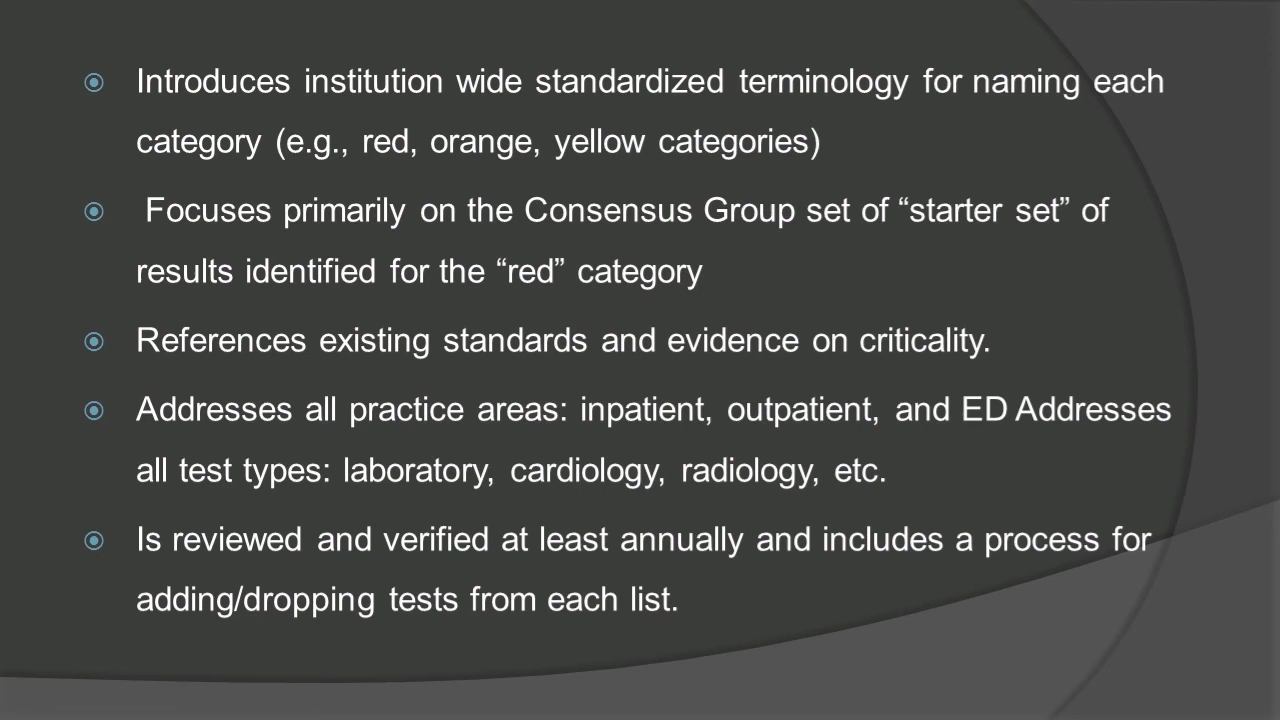 Introduces institution wide standardized terminology for naming each
category (e.g., red, orange, yellow categories)
Focuses primarily on the Consensus Group set of “starter set” of
results identified for the “red” category
References existing standards and evidence on criticality.
Addresses all practice areas: inpatient, outpatient, and ED Addresses
all test types: laboratory, cardiology, radiology, etc.
Is reviewed and verified at least annually and includes a process for
adding/dropping tests from each list.